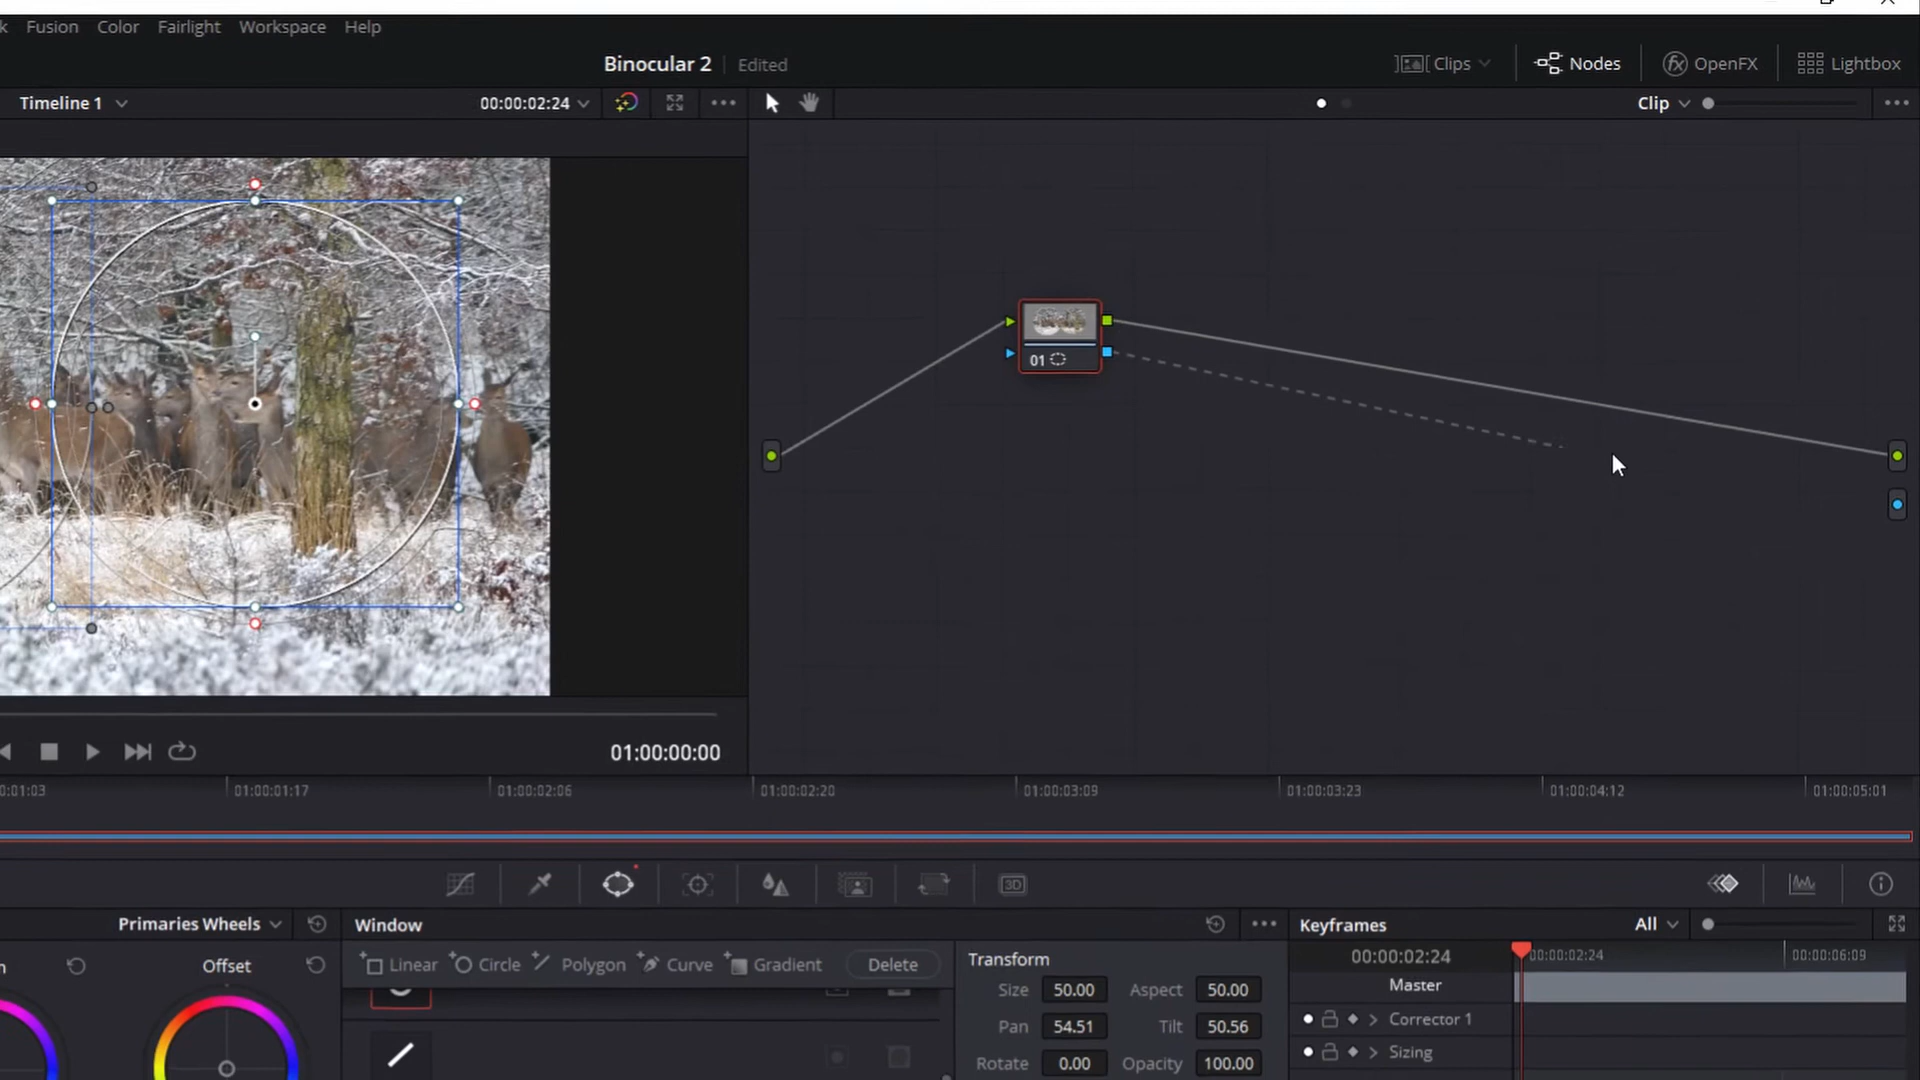 k Fusion Color Fairlight Workspace Help
Binocular 2 Edited
Clips Nodes OpenFX Lightbox
Timeline 1 00:00:02:24
Clip
01
01:00:00:00
0:01:03 01:00:01:17 01:00:02:06 01:00:02:20 01:00:03:09 01:00:03:23 01:00:04:12 01:00:05:01
3D
Primaries Wheels
Window
Keyframes
All
Offset
Linear Circle Polygon Curve Gradient Delete
Transform
Size 50.00 Aspect 50.00
Pan 54.51 Tilt 50.56
Rotate 0.00 Opacity 100.00
00:00:02:24 00:00:02:24 00:00:06:09
Master
Corrector 1
Sizing